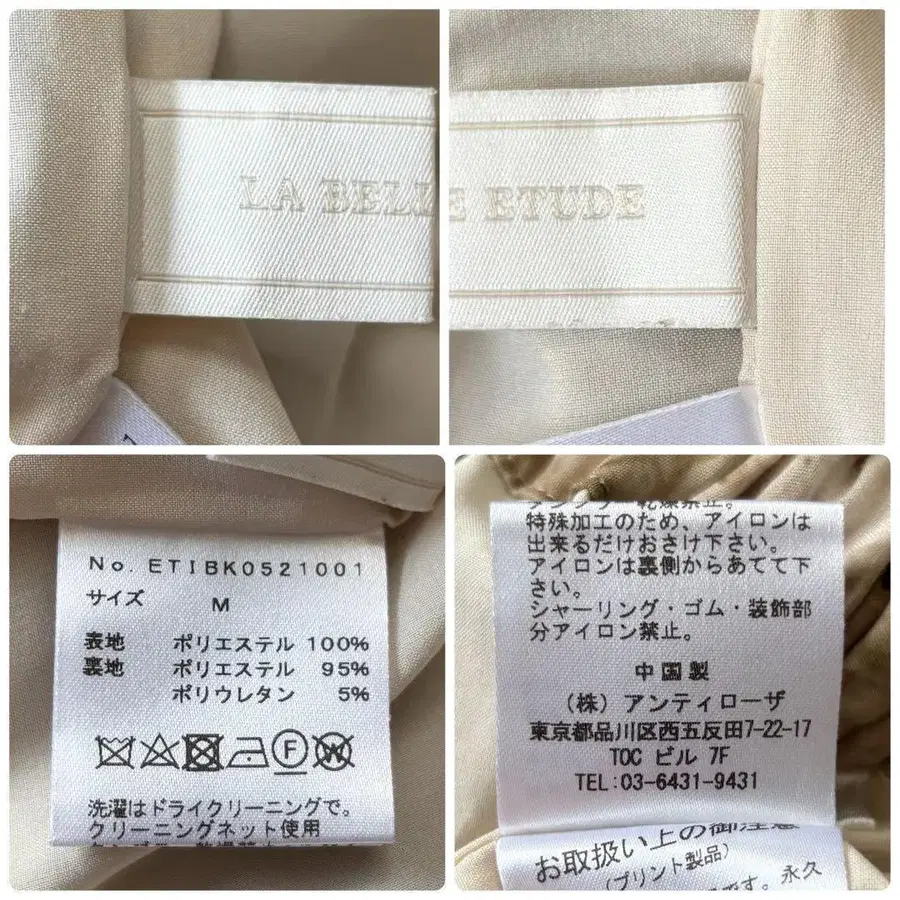 LA BELL
E ETUDE
No. ETIBK0521001
サイズ M
表地 ポリエステル 100%
裏地 ポリエステル 95%
ポリウレタン 5%
F
W
洗濯はドライクリーニングで。
クリーニングネット使用
特殊加工のため、アイロンは
出来るだけおさけ下さい。
アイロンは裏側からあてて下
さい。
シャーリング・ゴム・装飾部
分アイロン禁止。
中国製
(株) アンティローザ
東京都品川区西五反田7-22-17
TOC ビル 7F
TEL:03-6431-9431
お取扱い上の御注意
(プリント製品)
です。永久